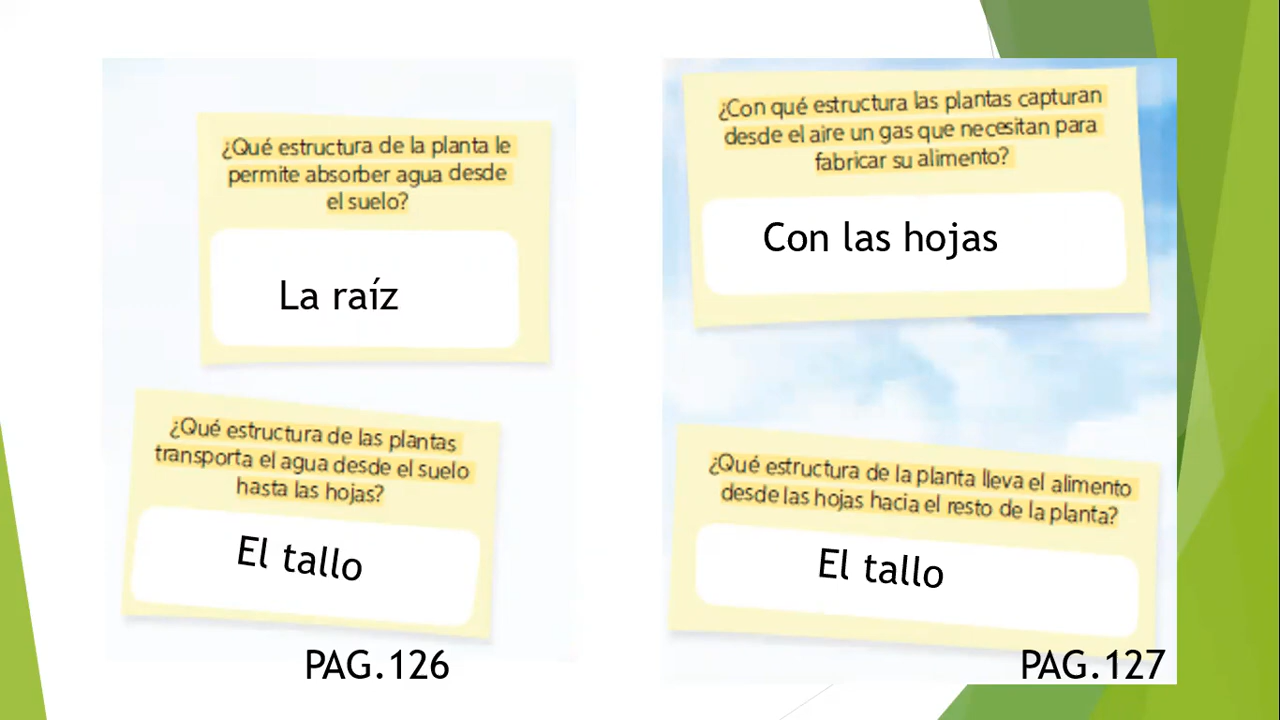 ¿Qué estructura de la planta le
permite absorber agua desde
el suelo?
La raíz
¿Qué estructura de las plantas
transporta el agua desde el suelo
hasta las hojas?
El tallo
PAG.126
¿Con qué estructura las plantas capturan
desde el aire un gas que necesitan para
fabricar su alimento?
Con las hojas
¿Qué estructura de la planta lleva el alimento
desde las hojas hacia el resto de la planta?
El tallo
PAG.127